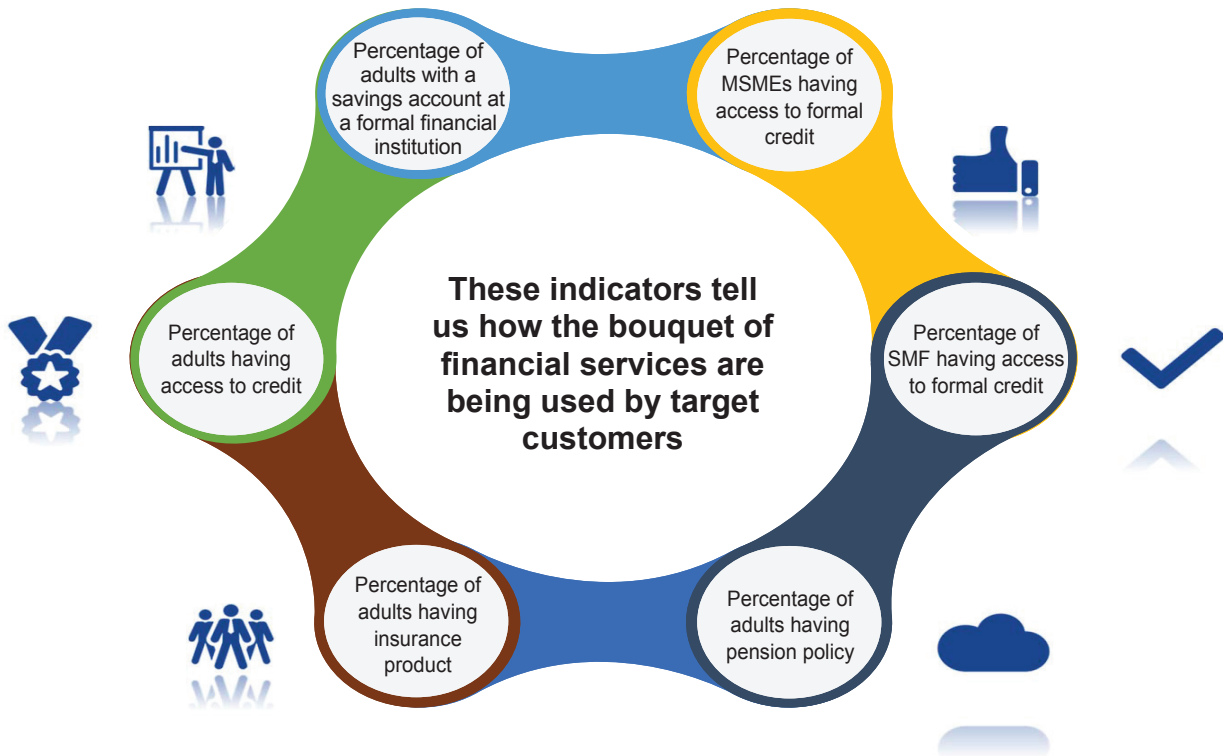 Percentage of
adults with a
savings account at
a formal financial
institution
Percentage of
MSMEs having
access to formal
credit
Percentage of
adults having
access to credit
These indicators tell
us how the bouquet of
financial services are
being used by target
customers
Percentage of
SMF having access
to formal credit
Percentage of
adults having
insurance
product
Percentage of
adults having
pension policy